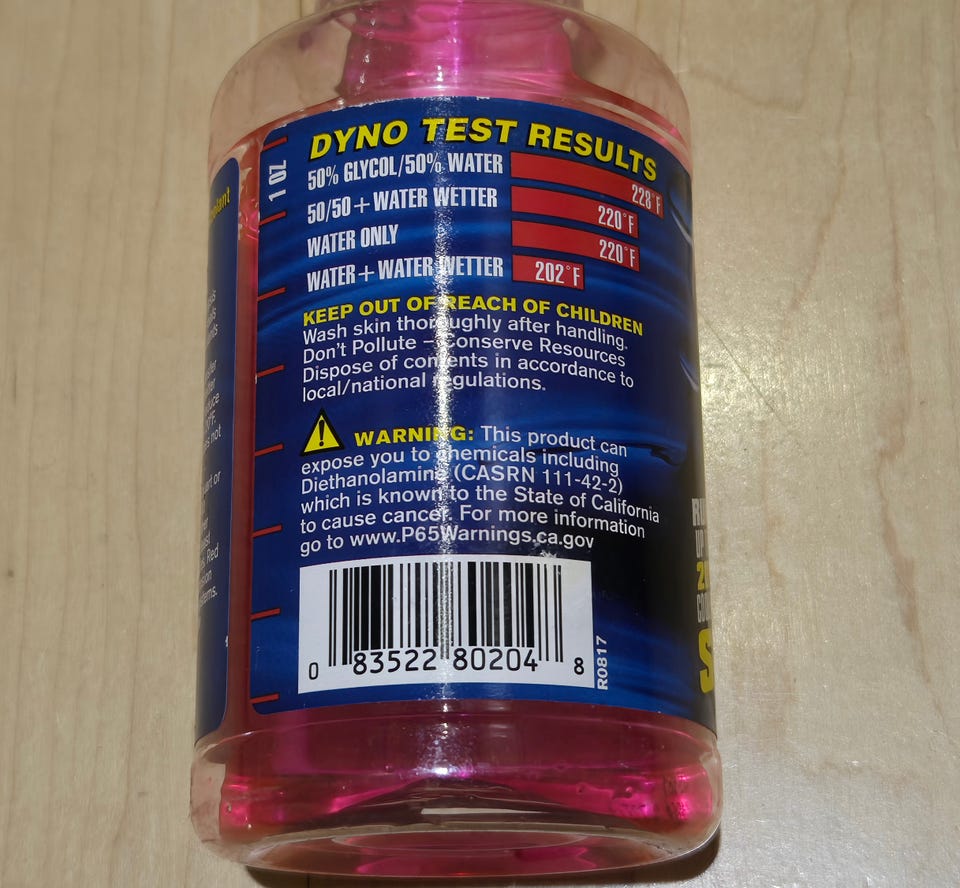 DYNO TEST RESULTS
1 OZ
50% GLYCOL/50% WATER 228°F
50/50 + WATER WETTER 220°F
WATER ONLY 220°F
WATER + WATER WETTER 202°F
KEEP OUT OF REACH OF CHILDREN
Wash skin thoroughly after handling.
Don't Pollute – Conserve Resources
Dispose of contents in accordance to
local/national regulations.
WARNING: This product can
expose you to chemicals including
Diethanolamine (CASRN 111-42-2)
which is known to the State of California
to cause cancer. For more information
go to www.P65Warnings.ca.gov
0 83522 80204 8
R0817